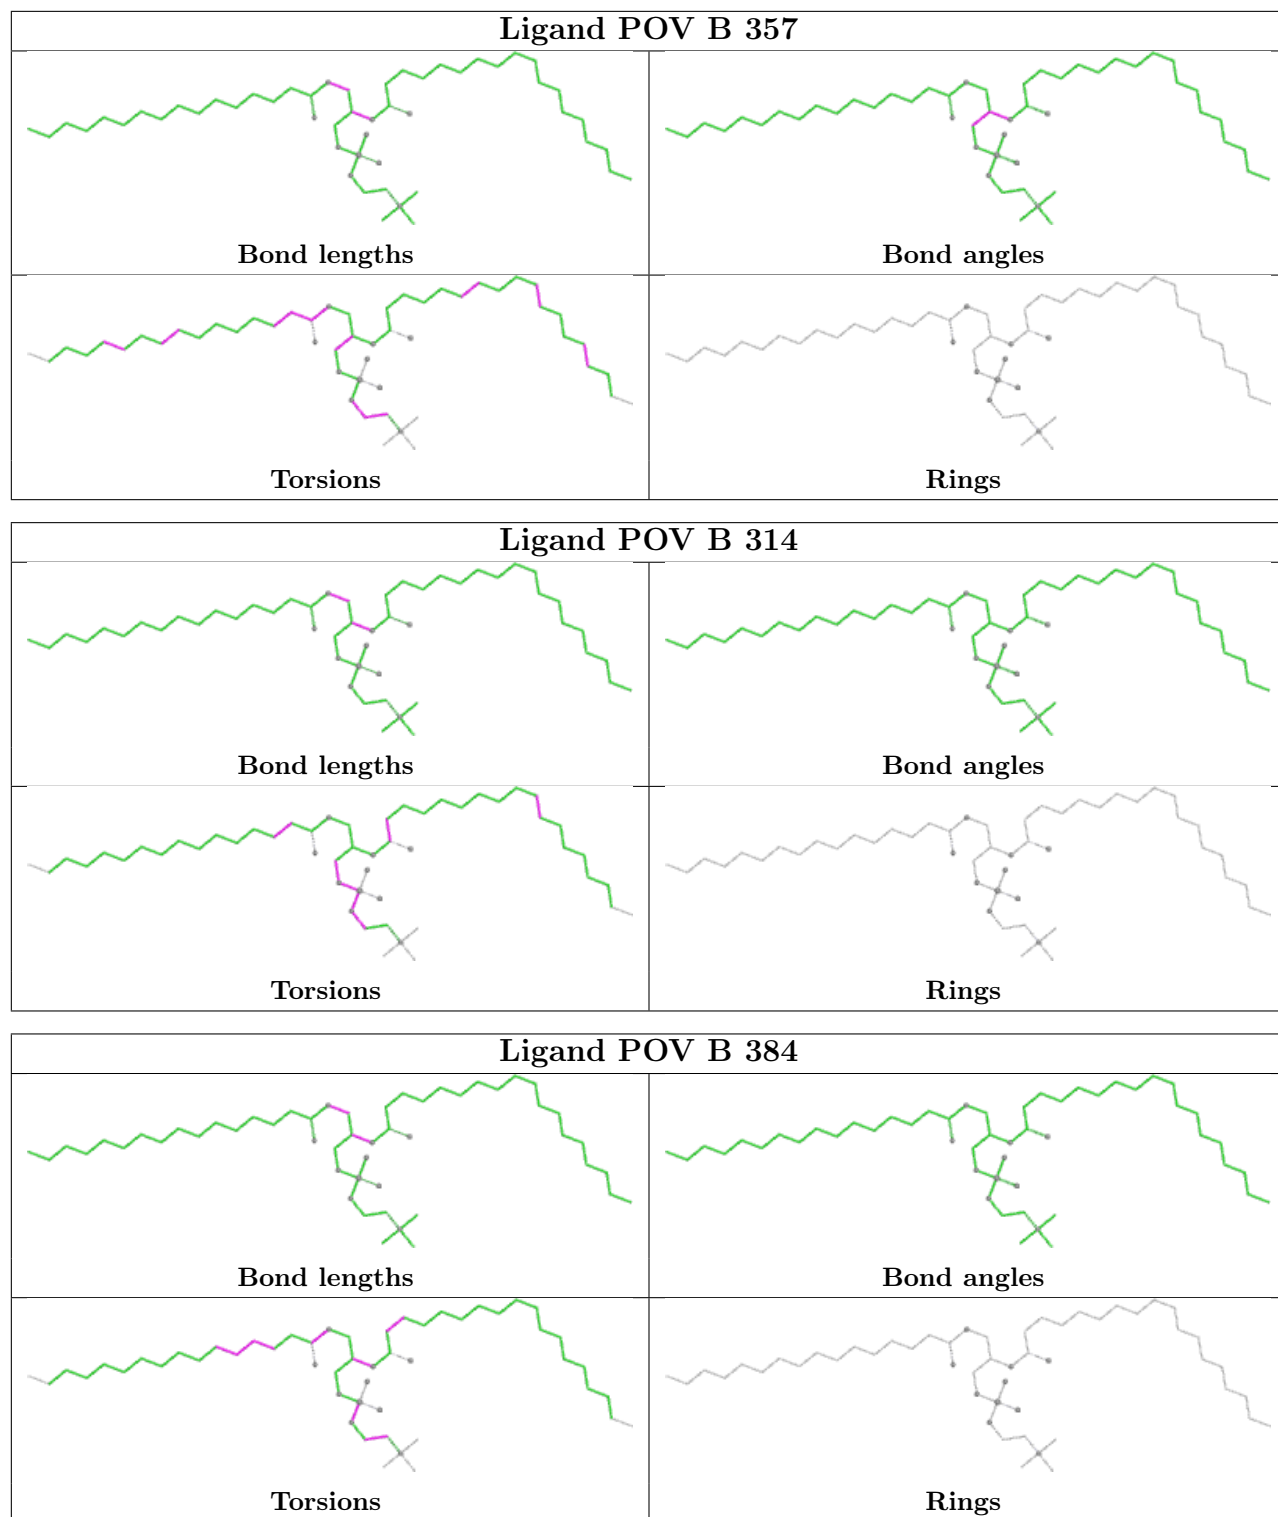 Ligand POV B 357
Bond lengths
Bond angles
Torsions
Rings
Ligand POV B 314
Bond lengths
Bond angles
Torsions
Rings
Ligand POV B 384
Bond lengths
Bond angles
Torsions
Rings